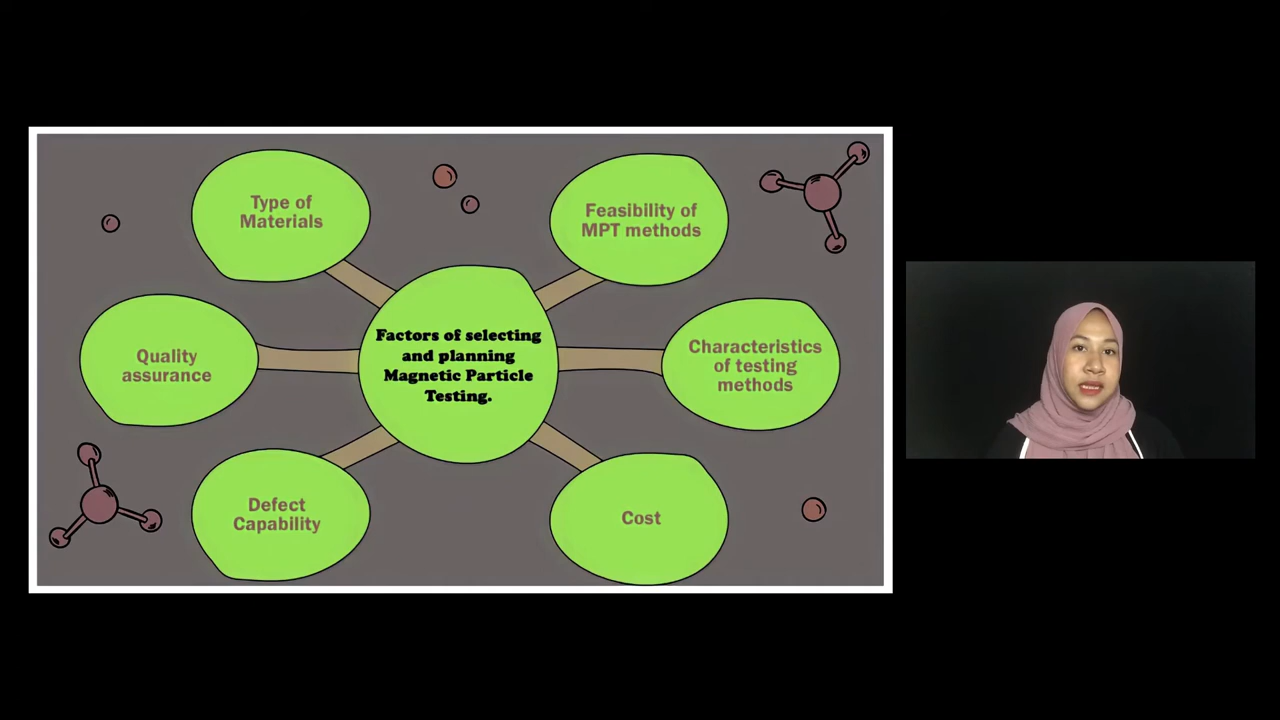 Type of
Materials
Feasibility of
MPT methods
Factors of selecting
and planning
Magnetic Particle
Testing.
Quality
assurance
Characteristics
of testing
methods
Defect
Capability
Cost